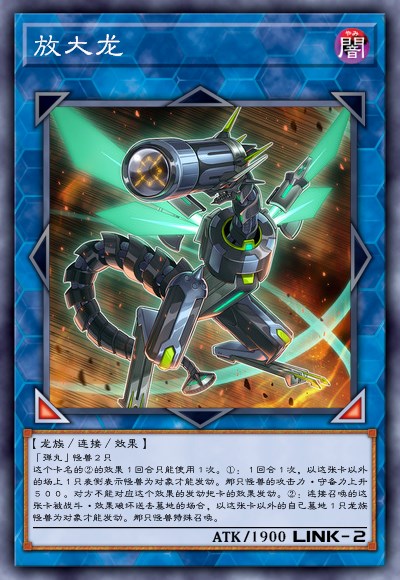 放大龙
やみ
闇
【龙族／连接／效果】
「弹丸」怪兽２只
这个卡名的②的效果１回合只能使用１次。①：１回合１次，以这张卡以外
的场上１只表侧表示怪兽为对象才能发动。那只怪兽的攻击力·守备力上升
５００。对方不能对应这个效果的发动把卡的效果发动。②：连接召唤的这
张卡被战斗·效果破坏送去墓地的场合，以这张卡以外的自己墓地１只龙族
怪兽为对象才能发动。那只怪兽特殊召唤。
ATK/1900 LINK-2